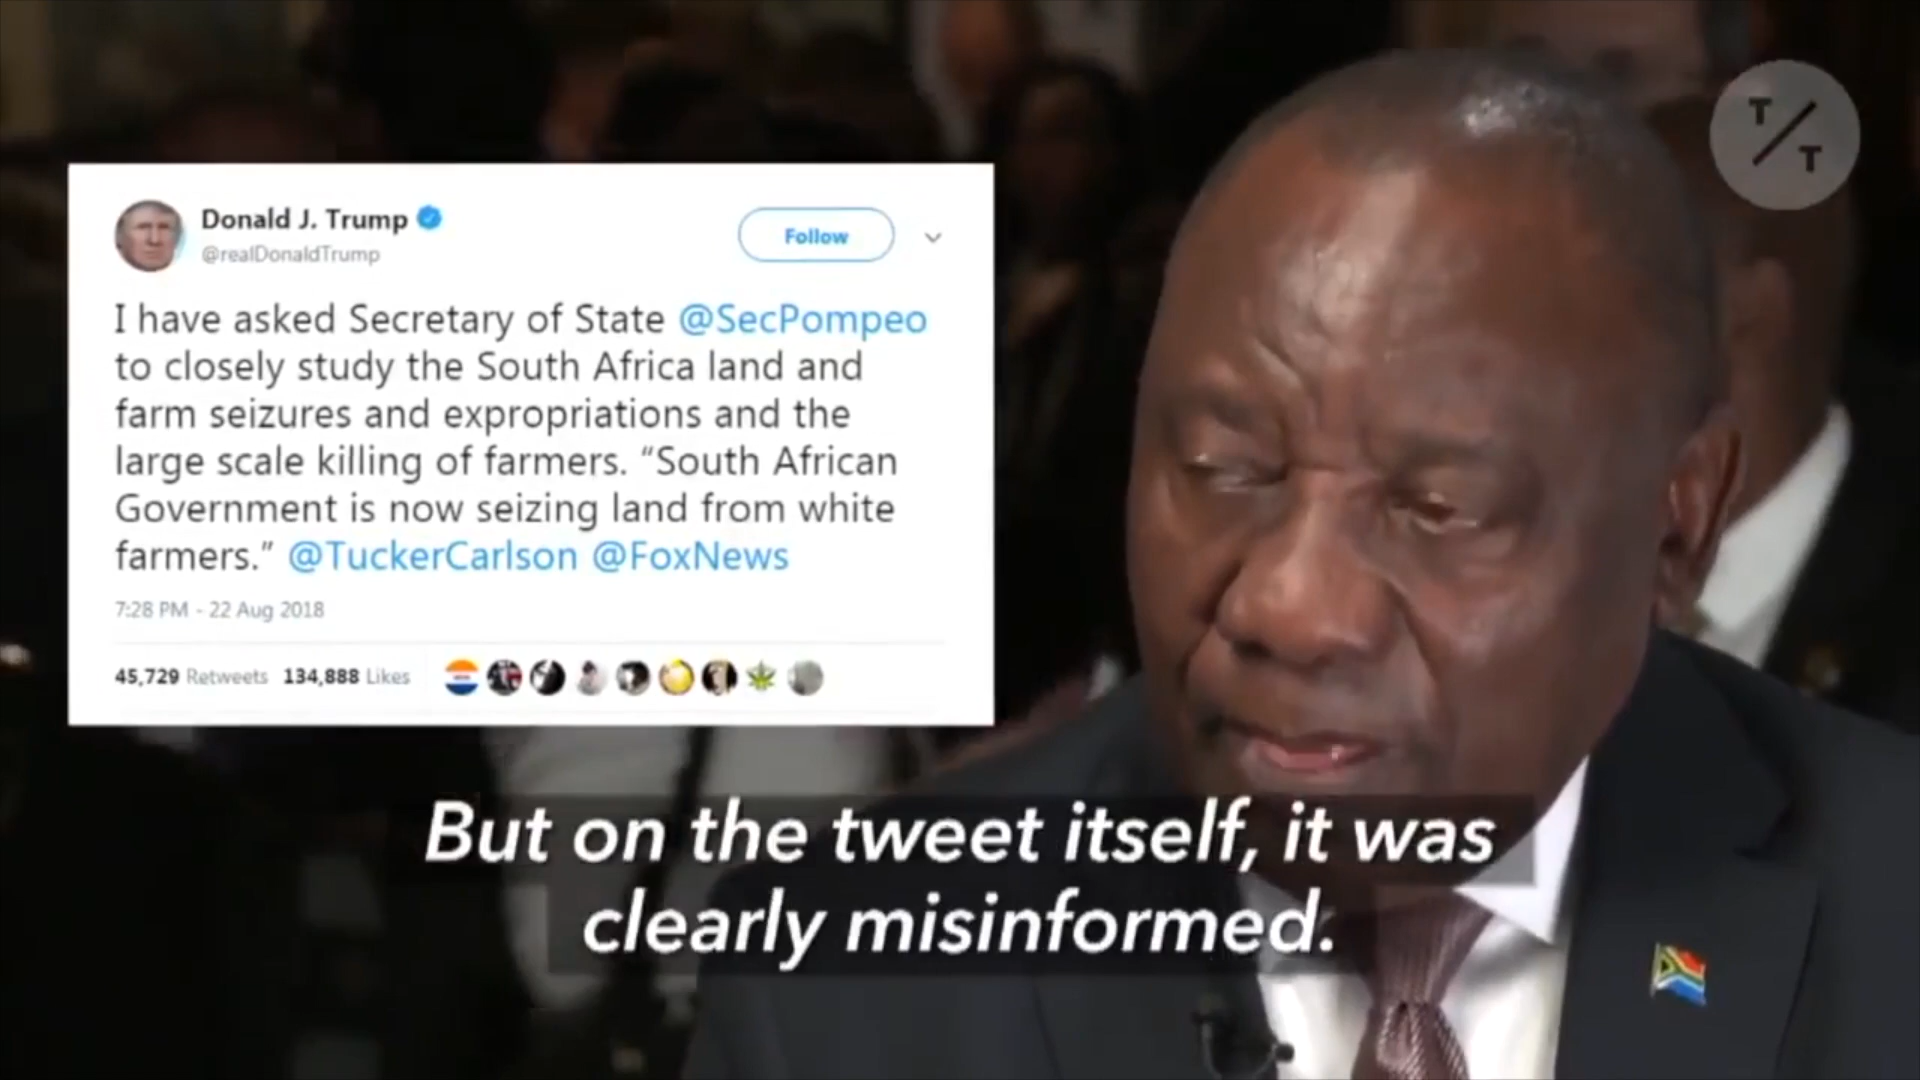 T/T
Donald J. Trump
@realDonaldTrump
Follow
I have asked Secretary of State @SecPompeo
to closely study the South Africa land and
farm seizures and expropriations and the
large scale killing of farmers. “South African
Government is now seizing land from white
farmers.” @TuckerCarlson @FoxNews
7:28 PM - 22 Aug 2018
45,729 Retweets 134,888 Likes
But on the tweet itself, it was
clearly misinformed.